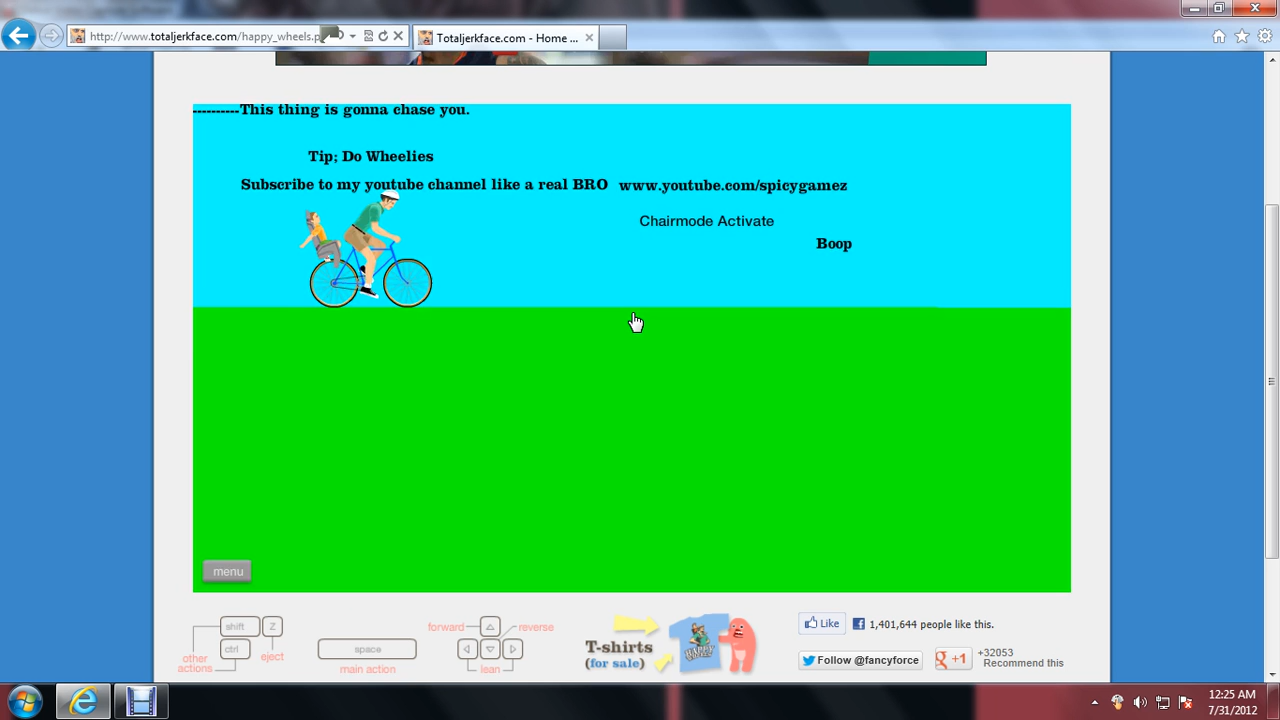 http://www.totaljerkface.com/happy_wheels.p
Totaljerkface.com - Home ...
----------This thing is gonna chase you.
Tip; Do Wheelies
Subscribe to my youtube channel like a real BRO www.youtube.com/spicygamez
Chairmode Activate
Boop
menu
shift Z
ctrl
other actions
eject
space
main action
forward
reverse
lean
T-shirts
(for sale)
HAPPY WHEELS
Like 1,401,644 people like this.
Follow @fancyforce
+1 +32053
Recommend this
12:25 AM
7/31/2012